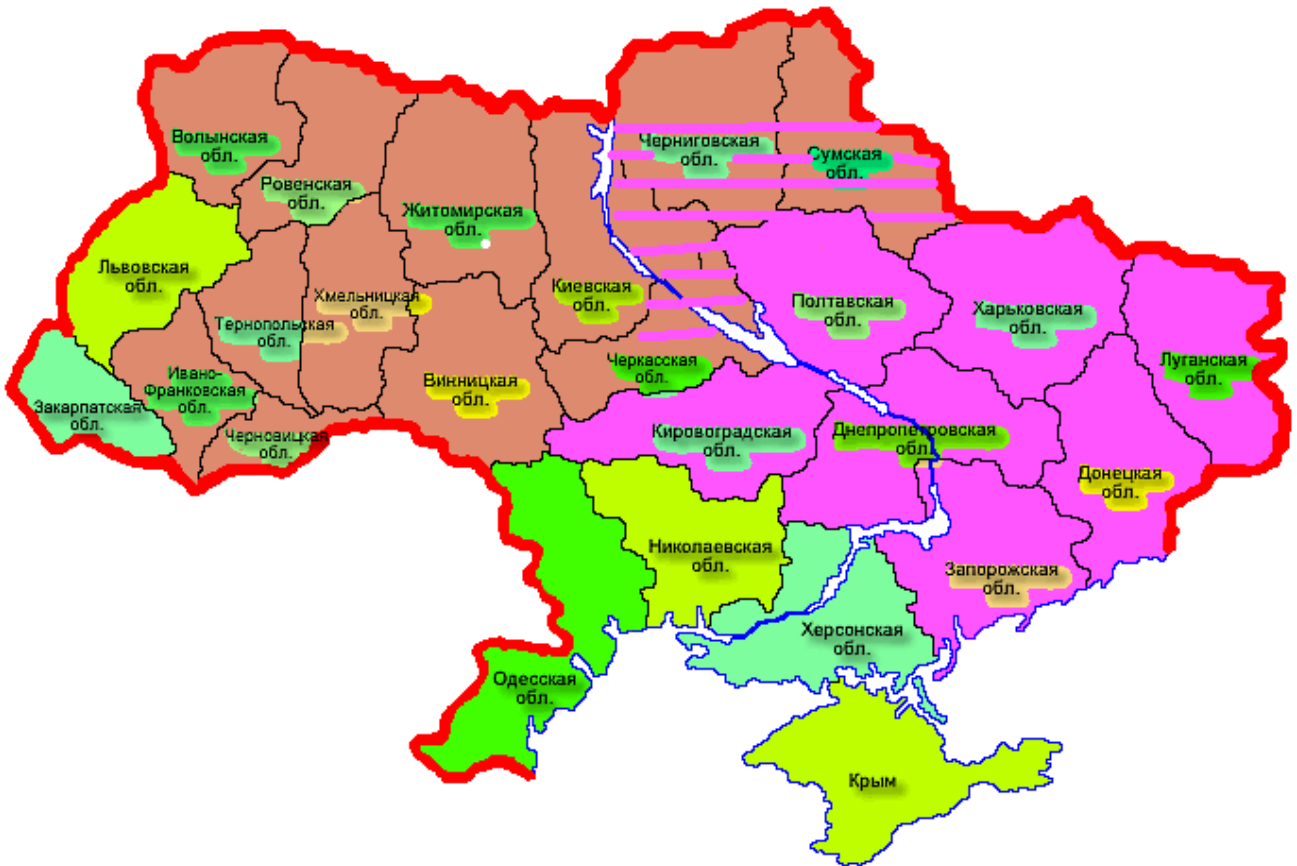 Волынская
обл.
Ровенская
обл.
Житомирская
обл.
Черниговская
обл.
Сумская
обл.
Львовская
обл.
Хмельницкая
обл.
Киевская
обл.
Полтавская
обл.
Харьковская
обл.
Тернопольская
обл.
Луганская
обл.
Ивано-
Франковская
обл.
Винницкая
обл.
Черкасская
обл.
Закарпатская
обл.
Черновицкая
обл.
Кировоградская
обл.
Днепропетровская
обл.
Донецкая
обл.
Николаевская
обл.
Запорожская
обл.
Херсонская
обл.
Одесская
обл.
Крым